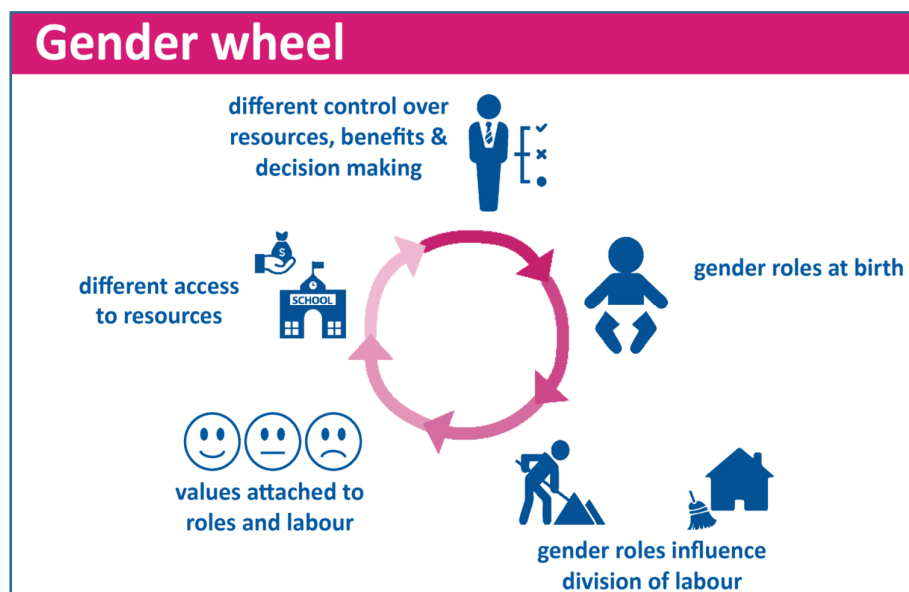 Gender wheel
different control over
resources, benefits &
decision making
gender roles at birth
gender roles influence
division of labour
values attached to
roles and labour
different access
to resources
SCHOOL
$